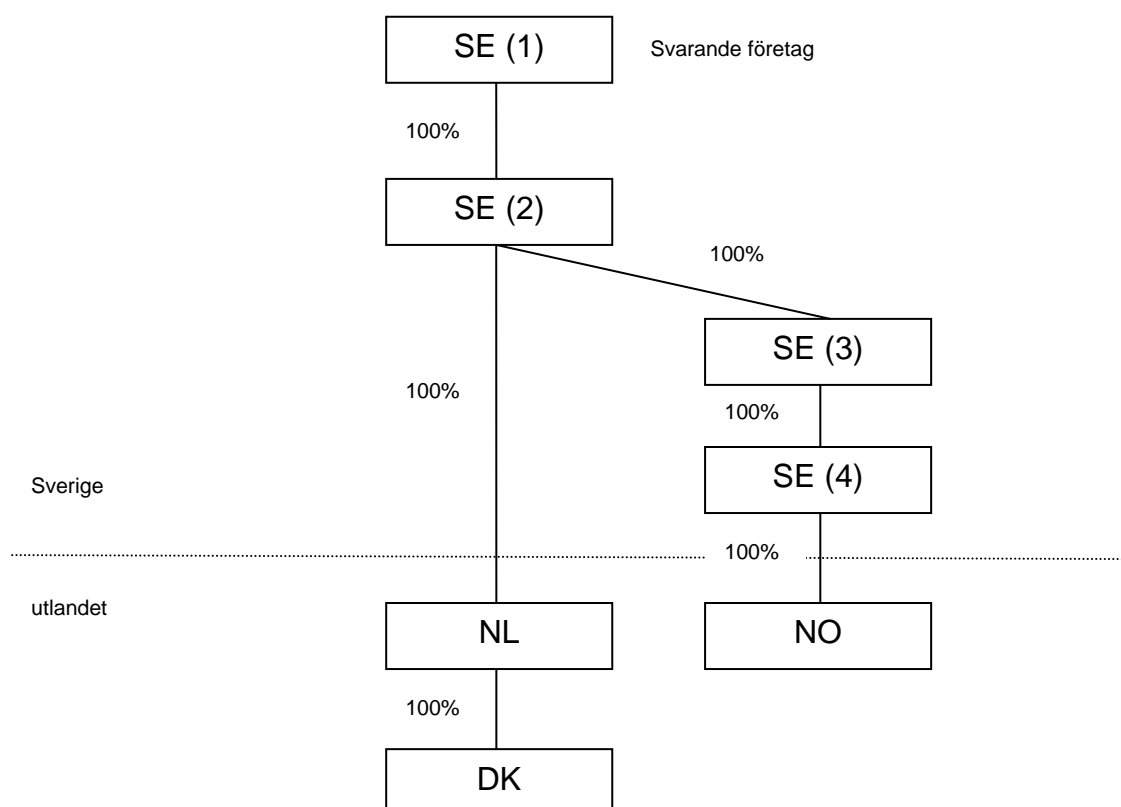 SE (1)
Svarande företag
100%
SE (2)
100%
SE (3)
100%
100%
SE (4)
Sverige
100%
utlandet
NL
NO
100%
DK